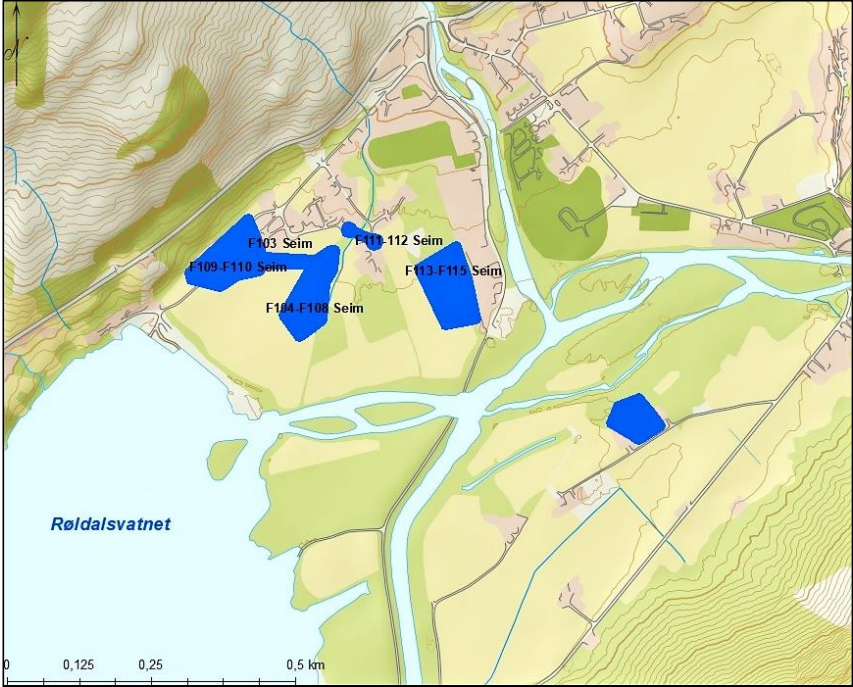 N
F111-112 Seim
F103 Seim
F109-F110 Seim
F113-F115 Seim
F104-F108 Seim
Røldalsvatnet
0 0,125 0,25 0,5 km